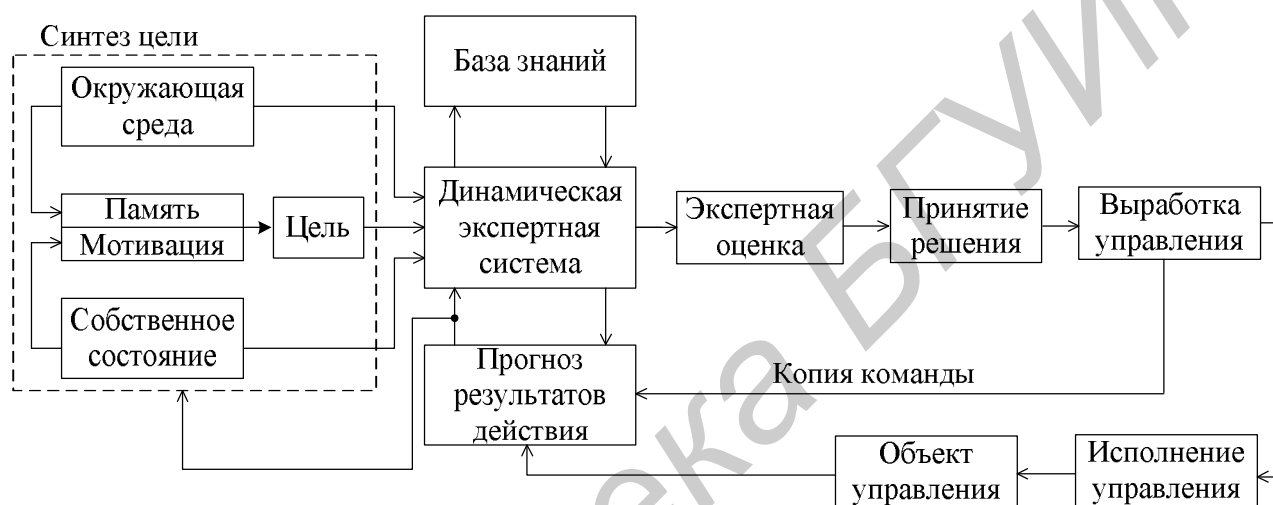 Синтез цели
База знаний
Окружающая
среда
Память
Мотивация
Цель
Собственное
состояние
Динамическая
экспертная
система
Экспертная
оценка
Принятие
решения
Выработка
управления
Прогноз
результатов
действия
Копия команды
Объект
управления
Исполнение
управления